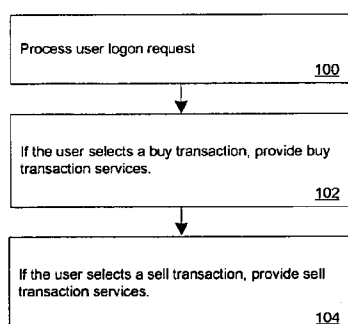 Process user logon request
100
If the user selects a buy transaction, provide buy
transaction services.
102
If the user selects a sell transaction, provide sell
transaction services.
104